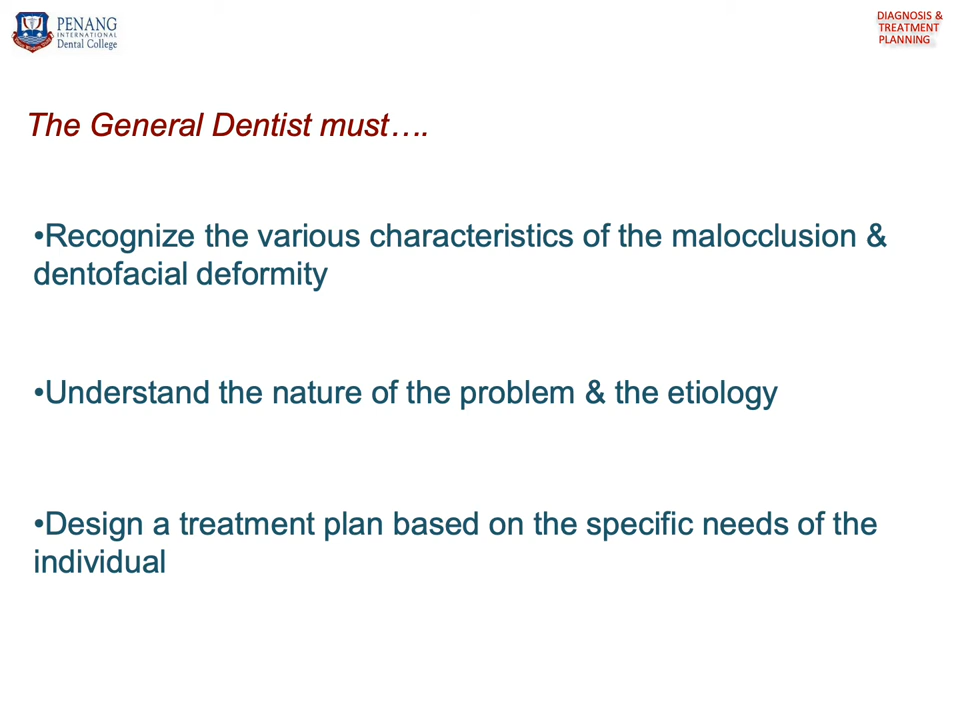 PENANG
INTERNATIONAL
Dental College
DIAGNOSIS &
TREATMENT
PLANNING
The General Dentist must….
•Recognize the various characteristics of the malocclusion &
dentofacial deformity
•Understand the nature of the problem & the etiology
•Design a treatment plan based on the specific needs of the
individual